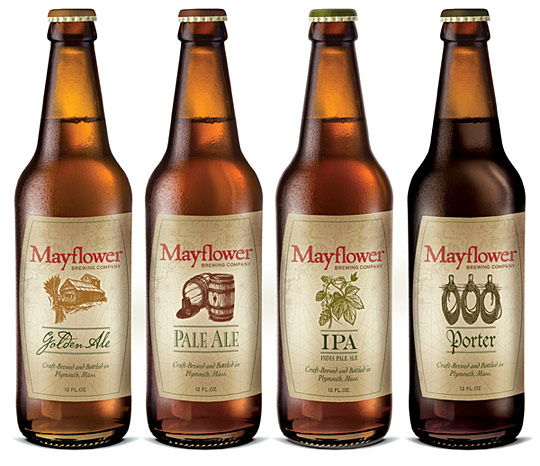 Mayflower
BREWING COMPANY
Golden Ale
Craft-Brewed and Bottled in
Plymouth, Mass.
12 FL.OZ.
Mayflower
BREWING COMPANY
PALE ALE
Craft-Brewed and Bottled in
Plymouth, Mass.
12 FL.OZ.
Mayflower
BREWING COMPANY
IPA
INDIA PALE ALE
Craft-Brewed and Bottled in
Plymouth, Mass.
12 FL.OZ.
Mayflower
BREWING COMPANY
Porter
Craft-Brewed and Bottled in
Plymouth, Mass.
12 FL.OZ.